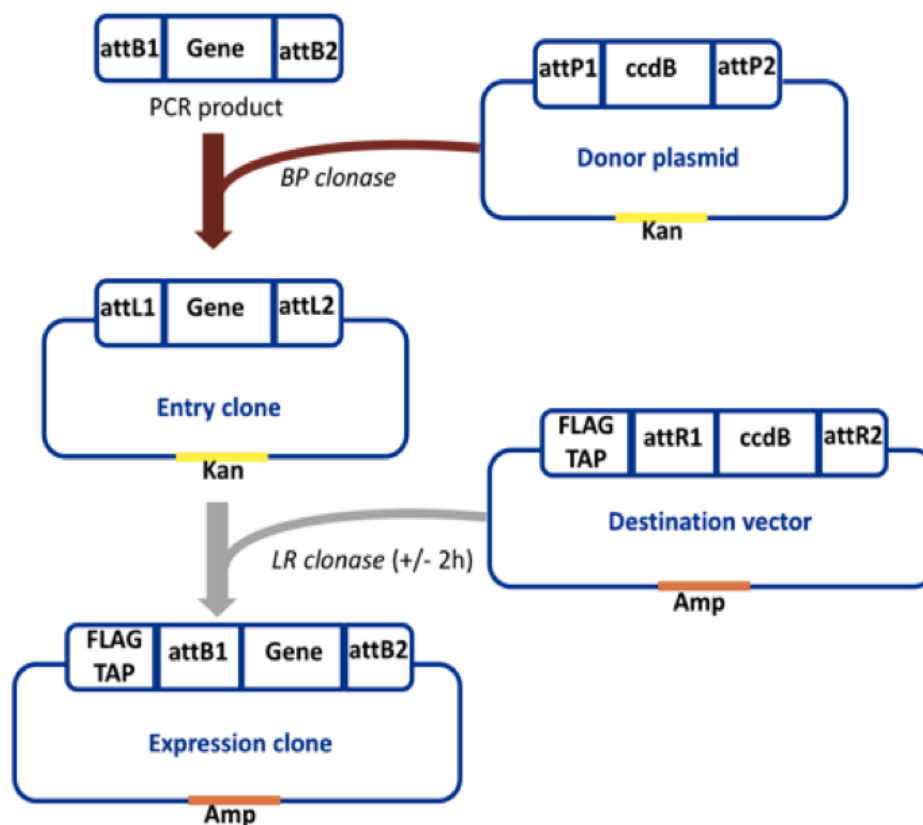 attB1 Gene attB2
PCR product
attP1 ccdB attP2
Donor plasmid
BP clonase
Kan
attL1 Gene attL2
Entry clone
Kan
FLAG
TAP attR1 ccdB attR2
Destination vector
LR clonase (+/- 2h)
Amp
FLAG
TAP attB1 Gene attB2
Expression clone
Amp